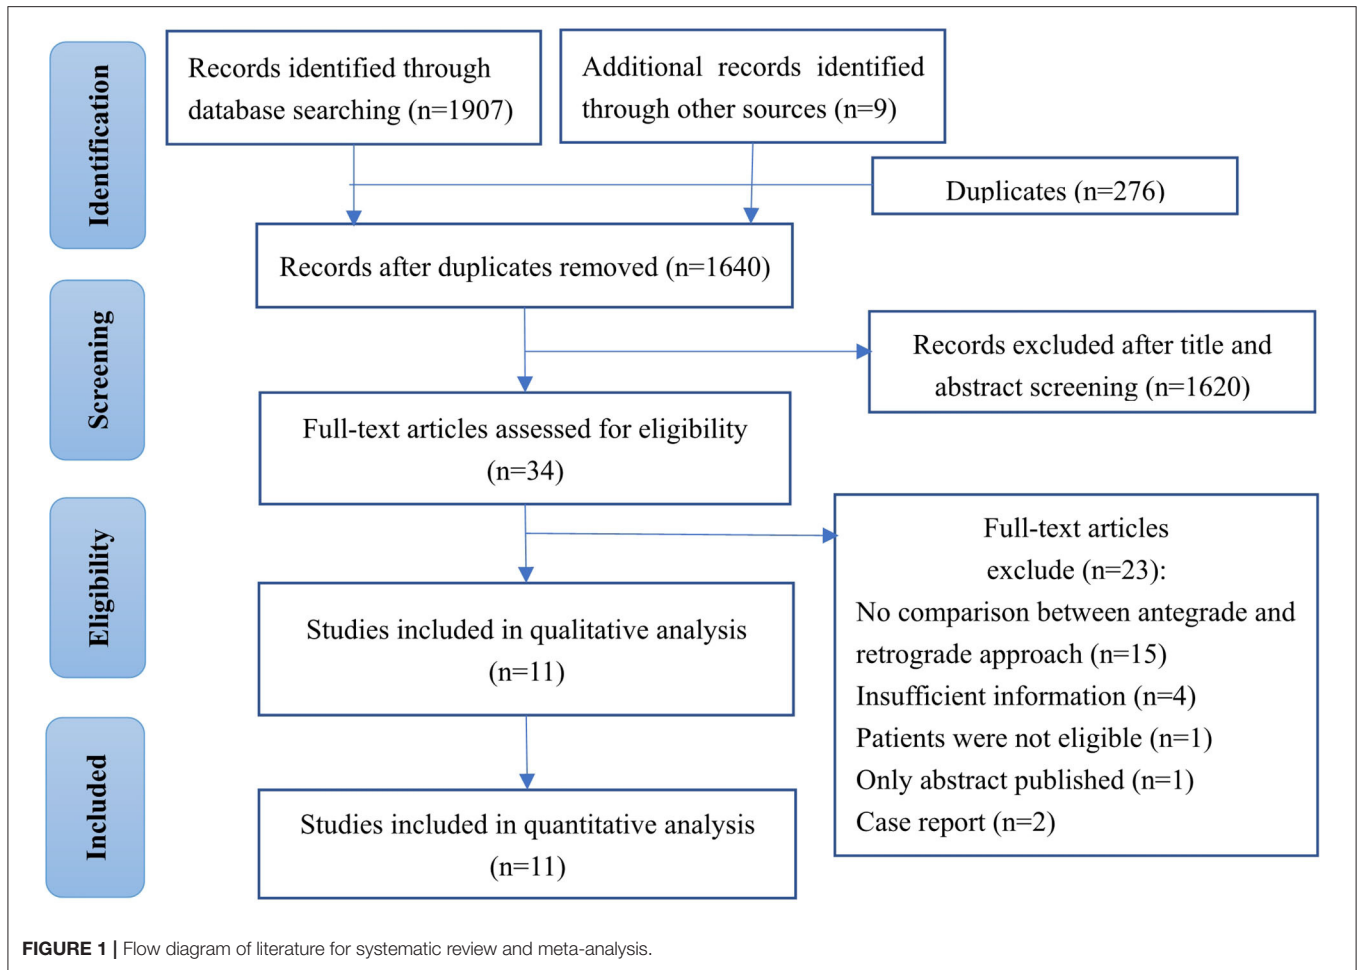 Identification
Records identified through
database searching (n=1907)
Additional records identified
through other sources (n=9)
Duplicates (n=276)
Records after duplicates removed (n=1640)
Screening
Records excluded after title and
abstract screening (n=1620)
Full-text articles assessed for eligibility
(n=34)
Eligibility
Full-text articles
exclude (n=23):
No comparison between antegrade and
retrograde approach (n=15)
Insufficient information (n=4)
Patients were not eligible (n=1)
Only abstract published (n=1)
Case report (n=2)
Studies included in qualitative analysis
(n=11)
Included
Studies included in quantitative analysis
(n=11)
FIGURE 1 | Flow diagram of literature for systematic review and meta-analysis.